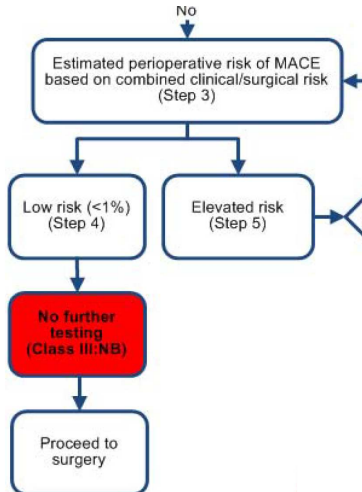 No
Estimated perioperative risk of MACE
based on combined clinical/surgical risk
(Step 3)
Low risk (<1%)
(Step 4)
Elevated risk
(Step 5)
No further
testing
(Class III:NB)
Proceed to
surgery